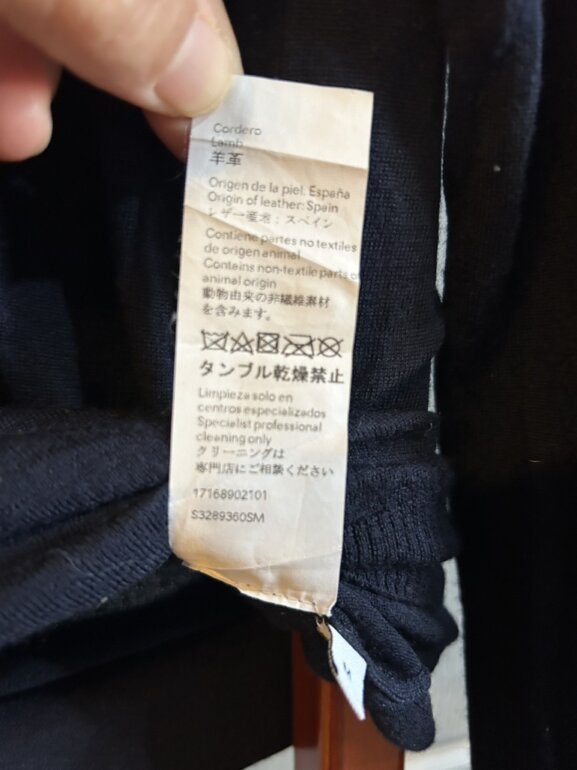 Cordero
Lamb
羊革
Origen de la piel: España
Origin of leather: Spain
レザー産地：スペイン
Contiene partes no textiles
de origen animal
Contains non-textile parts of
animal origin
動物由来の非繊維素材
を含みます。
タンブル乾燥禁止
Limpieza solo en
centros especializados
Specialist professional
cleaning only
クリーニングは
専門店にご相談ください
17168902101
S3289360SM
M